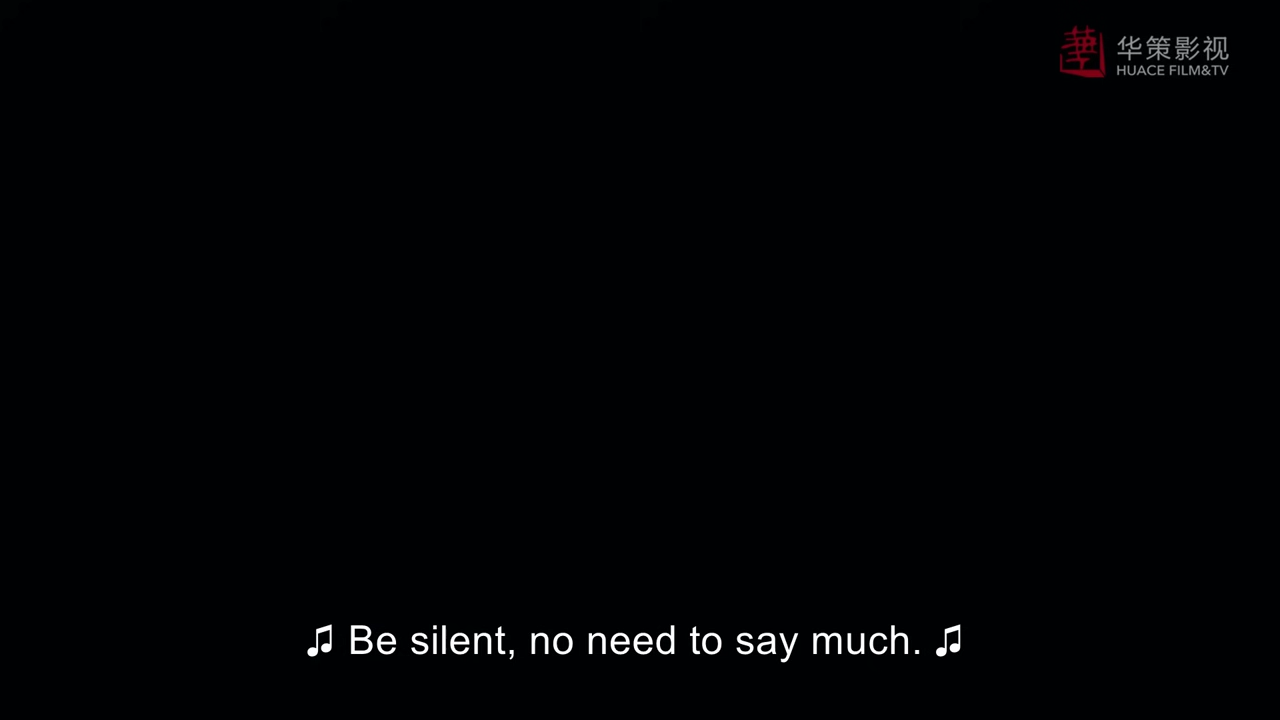 華
华策影视
HUACE FILM&TV
♫ Be silent, no need to say much. ♫